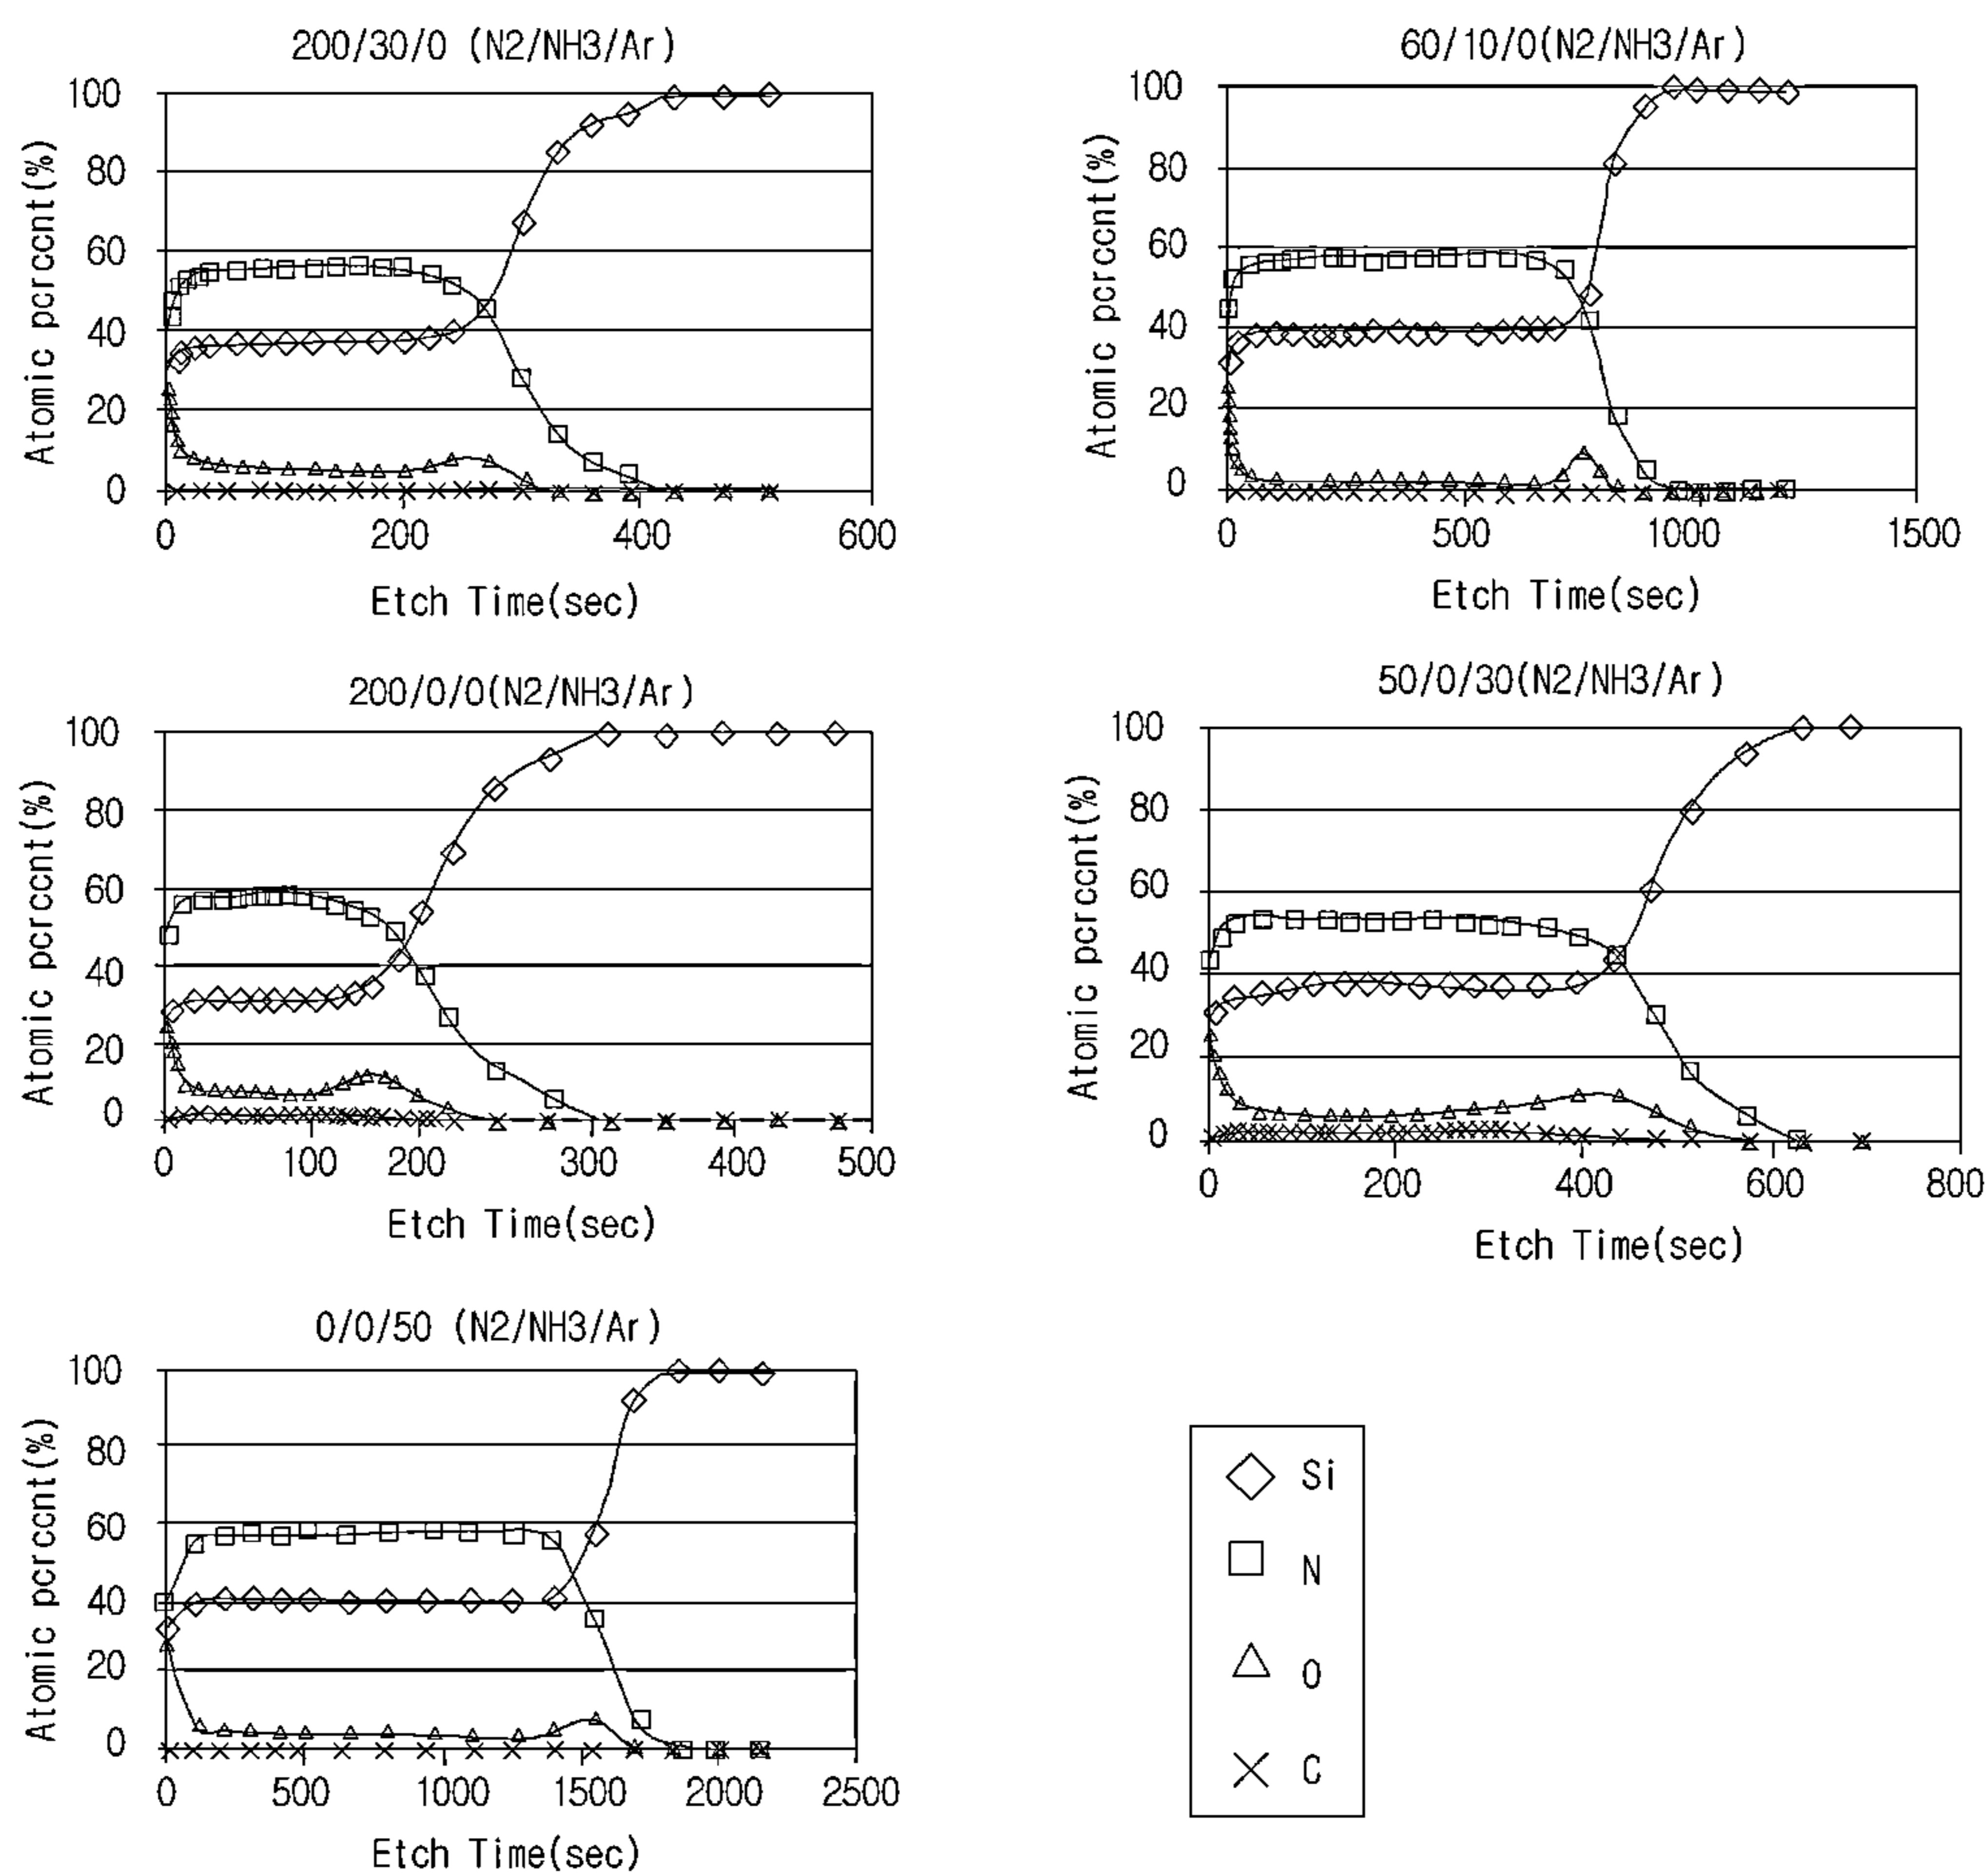 200/30/0 (N2/NH3/Ar)
Atomic pcrccnt(%)
100
80
60
40
20
0
0 200 400 600
Etch Time(sec)
60/10/0(N2/NH3/Ar)
Atomic pcrccnt(%)
100
80
60
40
20
0
0 500 1000 1500
Etch Time(sec)
200/0/0(N2/NH3/Ar)
Atomic pcrccnt(%)
100
80
60
40
20
0
0 100 200 300 400 500
Etch Time(sec)
50/0/30(N2/NH3/Ar)
Atomic pcrccnt(%)
100
80
60
40
20
0
0 200 400 600 800
Etch Time(sec)
0/0/50 (N2/NH3/Ar)
Atomic pcrccnt(%)
100
80
60
40
20
0
0 500 1000 1500 2000 2500
Etch Time(sec)
Si
N
O
C